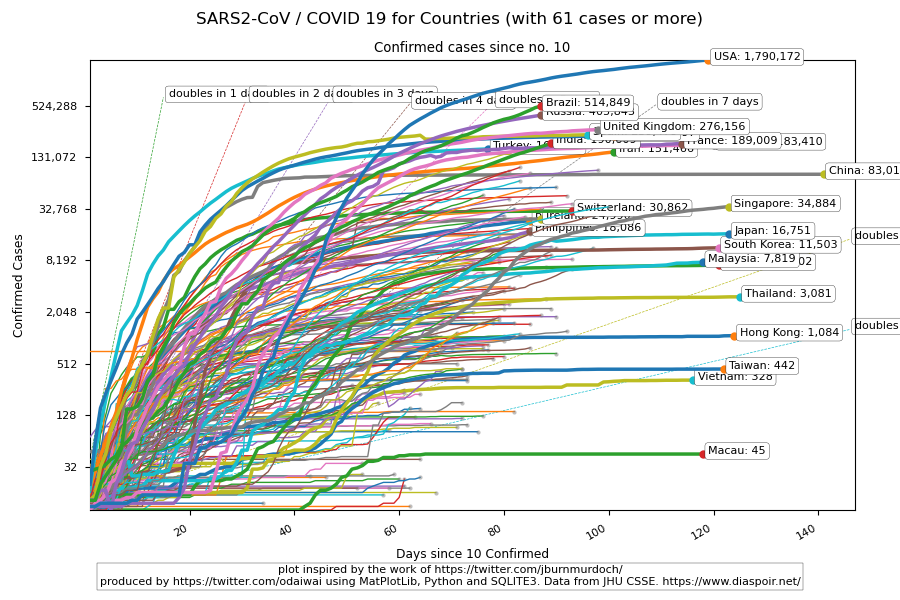 SARS2-CoV / COVID 19 for Countries (with 61 cases or more)
Confirmed cases since no. 10
USA: 1,790,172
doubles in 1 d
doubles in 2 da
doubles in 3 days
doubles in 4 da
doubles
doubles in 7 days
Brazil: 514,849
Russia: 405,843
United Kingdom: 276,156
Turkey: 16
India:
France: 189,009
83,410
Iran: 151,466
China: 83,01
Switzerland: 30,862
Ireland:
Philippines: 18,086
Singapore: 34,884
Japan: 16,751
doubles
South Korea: 11,503
Malaysia: 7,819
02
Thailand: 3,081
doubles
Hong Kong: 1,084
Taiwan: 442
Vietnam: 328
Macau: 45
524,288
131,072
32,768
8,192
2,048
512
128
32
Confirmed Cases
20
40
60
80
100
120
140
Days since 10 Confirmed
plot inspired by the work of https://twitter.com/jburnmurdoch/
produced by https://twitter.com/odaiwai using MatPlotLib, Python and SQLITE3. Data from JHU CSSE. https://www.diaspoir.net/